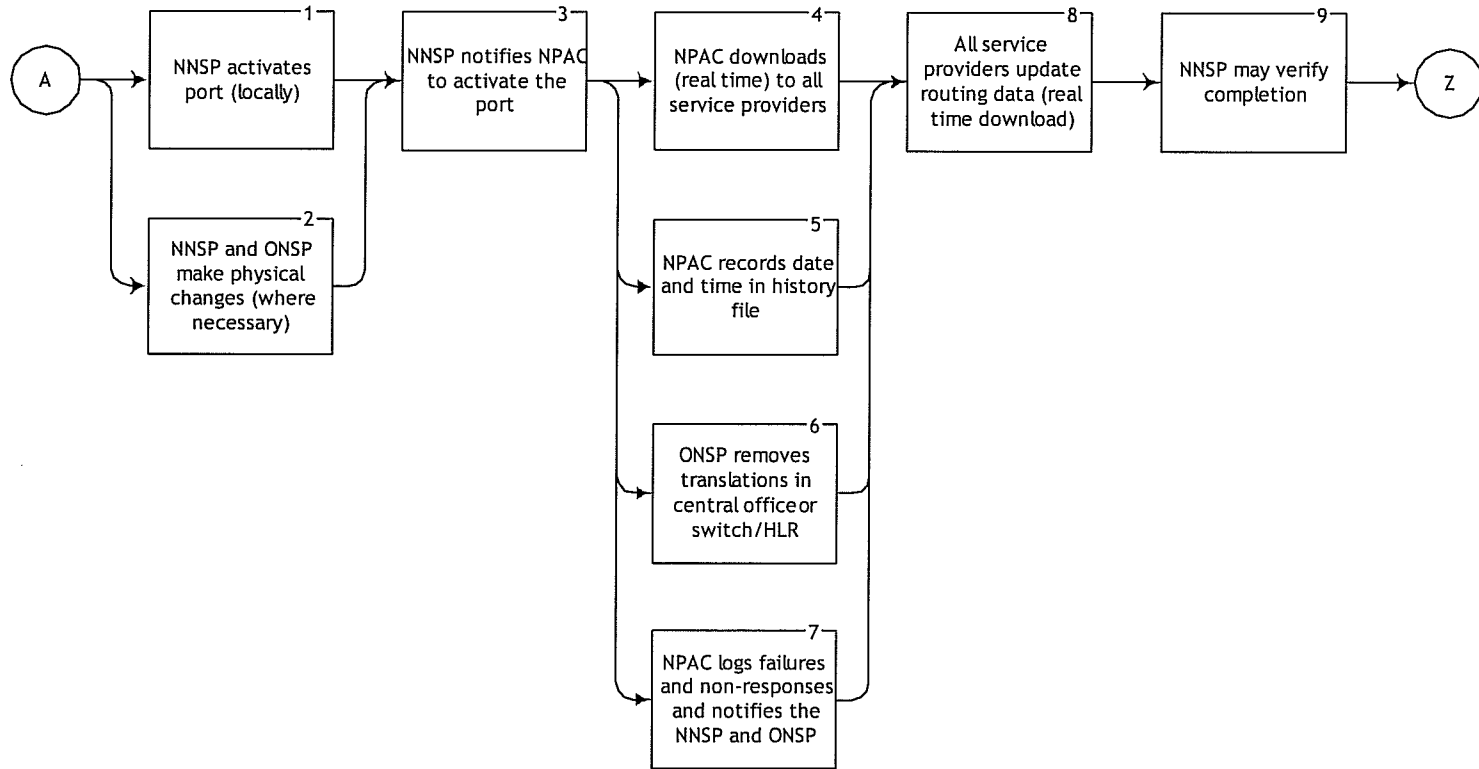 A
1
NNSP activates
port (locally)
2
NNSP and ONSP
make physical
changes (where
necessary)
3
NNSP notifies NPAC
to activate the
port
4
NPAC downloads
(real time) to all
service providers
5
NPAC records date
and time in history
file
6
ONSP removes
translations in
central office or
switch/HLR
7
NPAC logs failures
and non-responses
and notifies the
NNSP and ONSP
8
All service
providers update
routing data (real
time download)
9
NNSP may verify
completion
Z